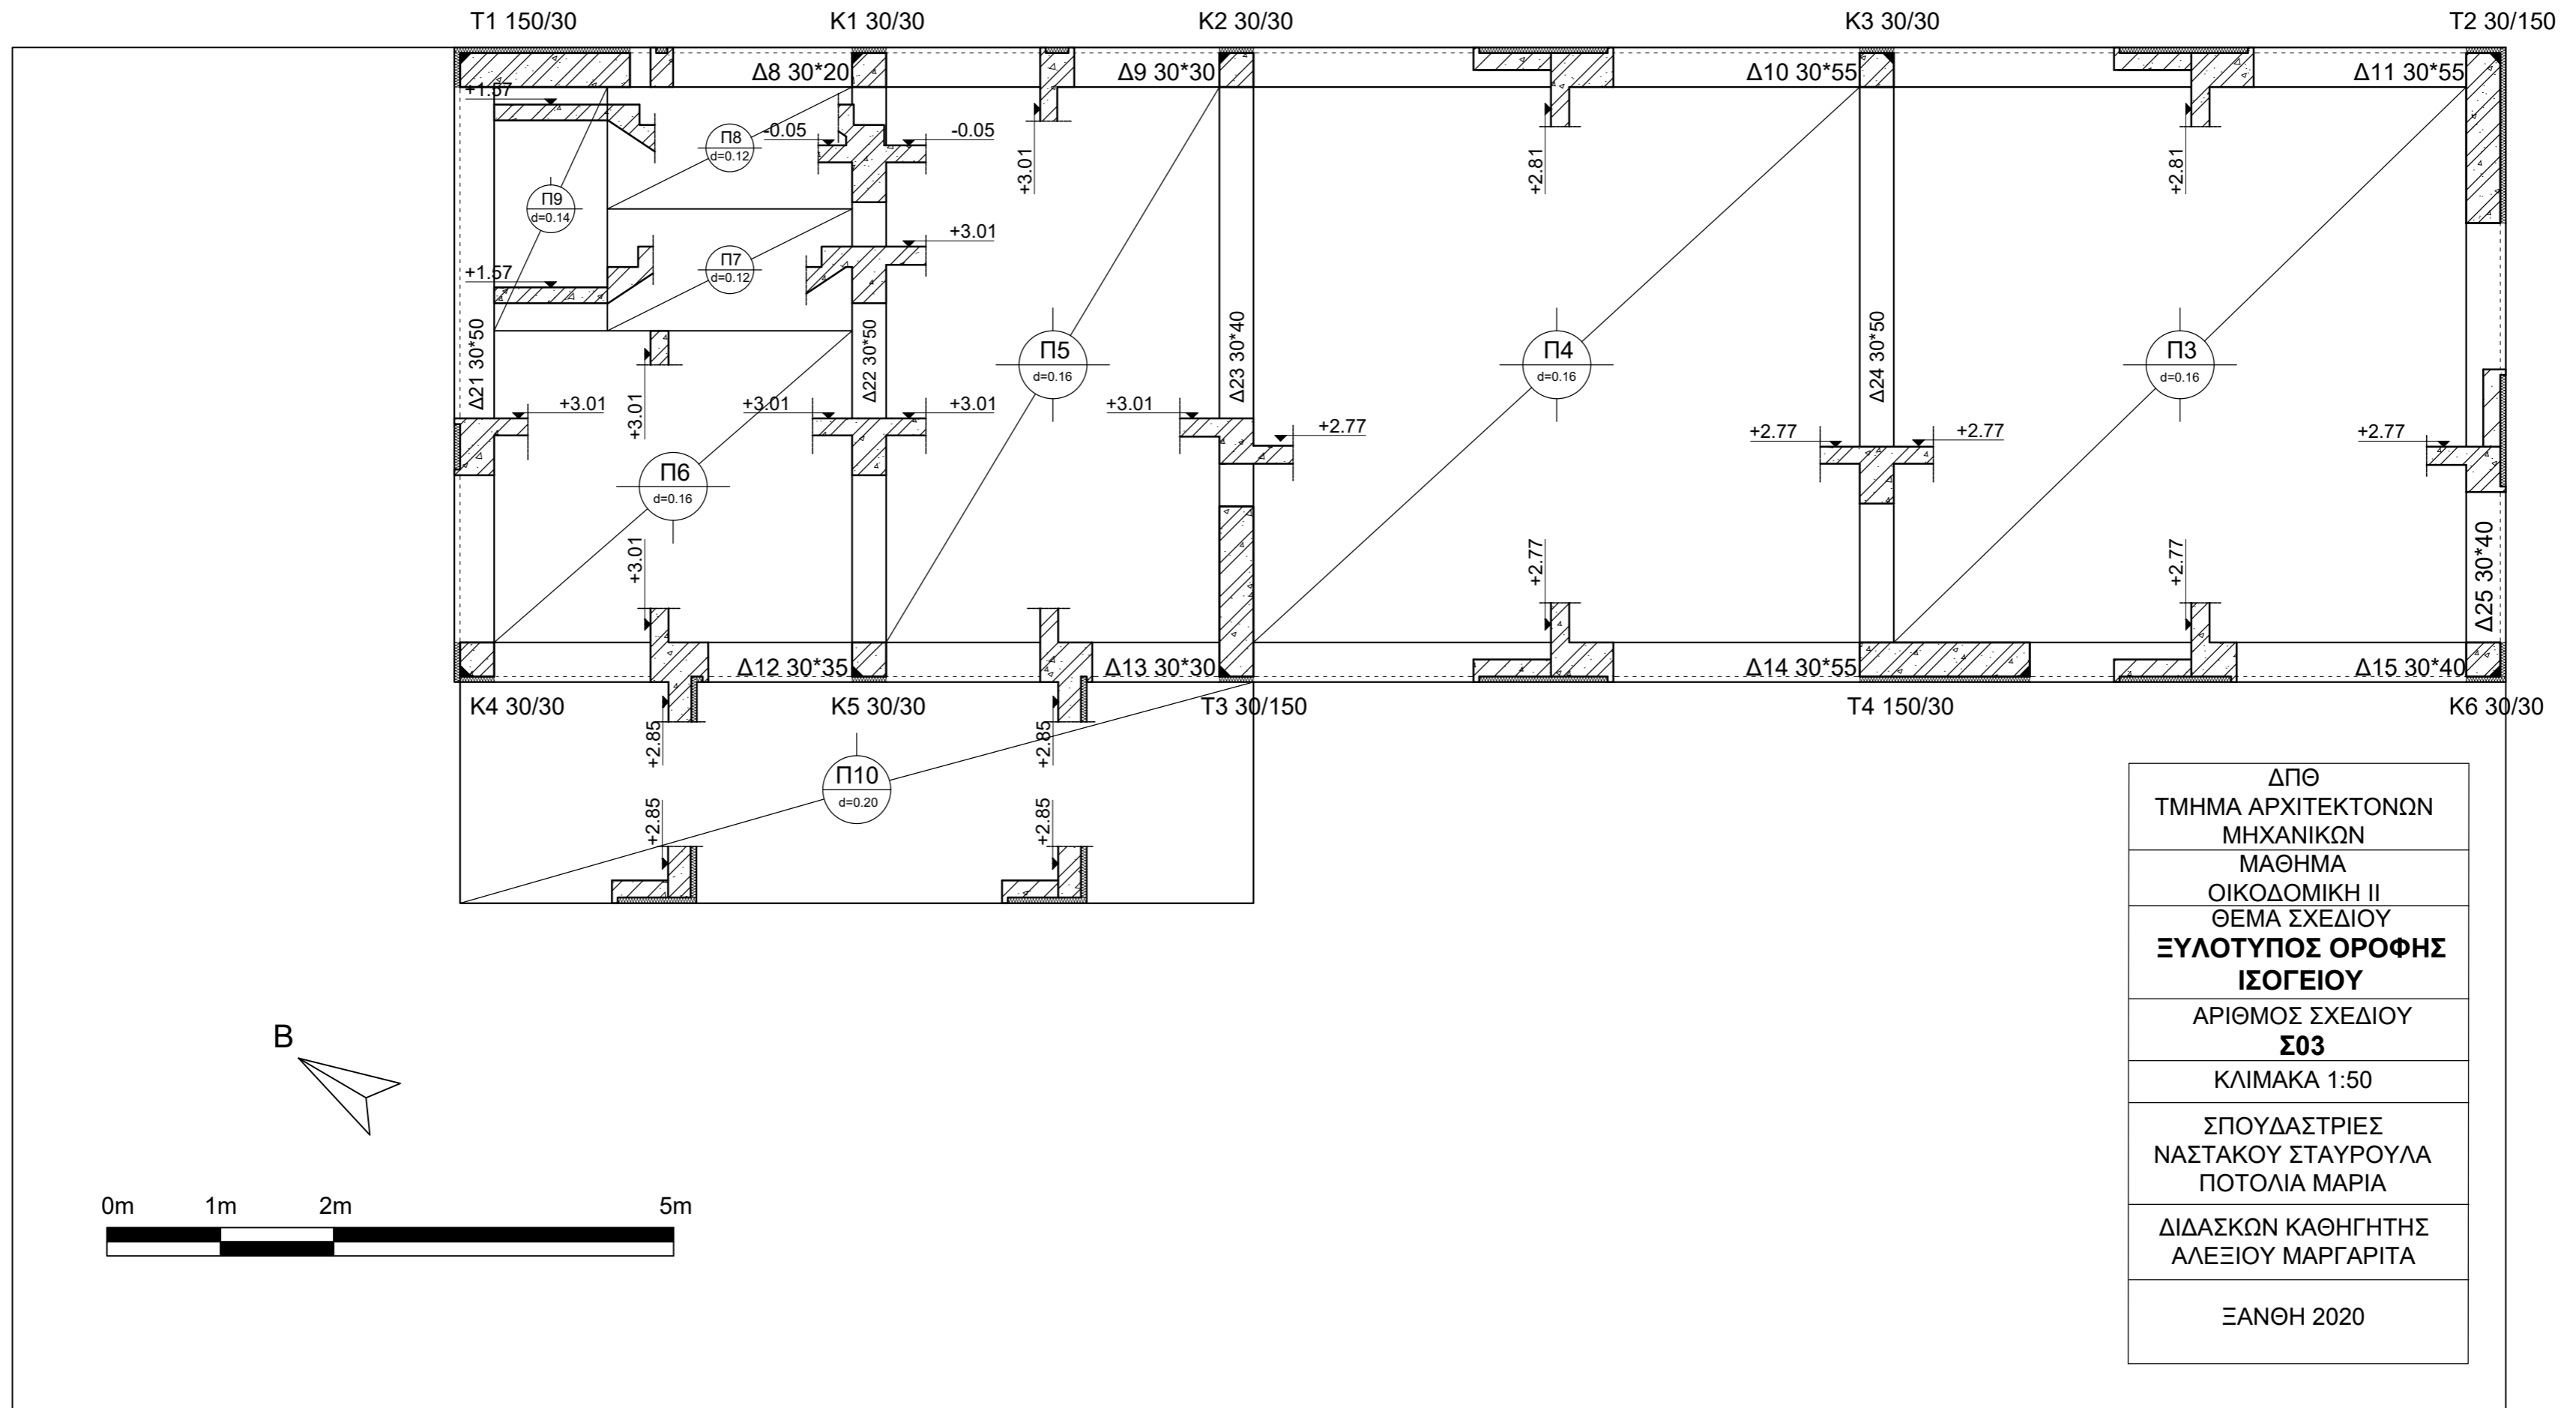 T1 150/30
K1 30/30
K2 30/30
K3 30/30
T2 30/150
Δ8 30*20
Δ9 30*30
Δ10 30*55
Δ11 30*55
+1.57
Π8
d=0.12
-0.05
-0.05
+3.01
+2.81
+2.81
Π9
d=0.14
+3.01
Π7
d=0.12
+1.57
Δ21 30*50
Δ22 30*50
Δ23 30*40
Δ24 30*50
Π5
d=0.16
Π4
d=0.16
Π3
d=0.16
+3.01
+3.01
+3.01
+3.01
+3.01
+2.77
+2.77
+2.77
+2.77
Π6
d=0.16
+3.01
+2.77
+2.77
Δ25 30*40
Δ12 30*35
Δ13 30*30
Δ14 30*55
Δ15 30*40
K4 30/30
K5 30/30
T3 30/150
T4 150/30
K6 30/30
+2.85
+2.85
Π10
d=0.20
+2.85
+2.85
ΔΠΘ
ΤΜΗΜΑ ΑΡΧΙΤΕΚΤΟΝΩΝ
ΜΗΧΑΝΙΚΩΝ
ΜΑΘΗΜΑ
ΟΙΚΟΔΟΜΙΚΗ ΙΙ
ΘΕΜΑ ΣΧΕΔΙΟΥ
ΞΥΛΟΤΥΠΟΣ ΟΡΟΦΗΣ
ΙΣΟΓΕΙΟΥ
ΑΡΙΘΜΟΣ ΣΧΕΔΙΟΥ
Σ03
ΚΛΙΜΑΚΑ 1:50
ΣΠΟΥΔΑΣΤΡΙΕΣ
ΝΑΣΤΑΚΟΥ ΣΤΑΥΡΟΥΛΑ
ΠΟΤΟΛΙΑ ΜΑΡΙΑ
ΔΙΔΑΣΚΩΝ ΚΑΘΗΓΗΤΗΣ
ΑΛΕΞΙΟΥ ΜΑΡΓΑΡΙΤΑ
ΞΑΝΘΗ 2020
Β
0m 1m 2m 5m